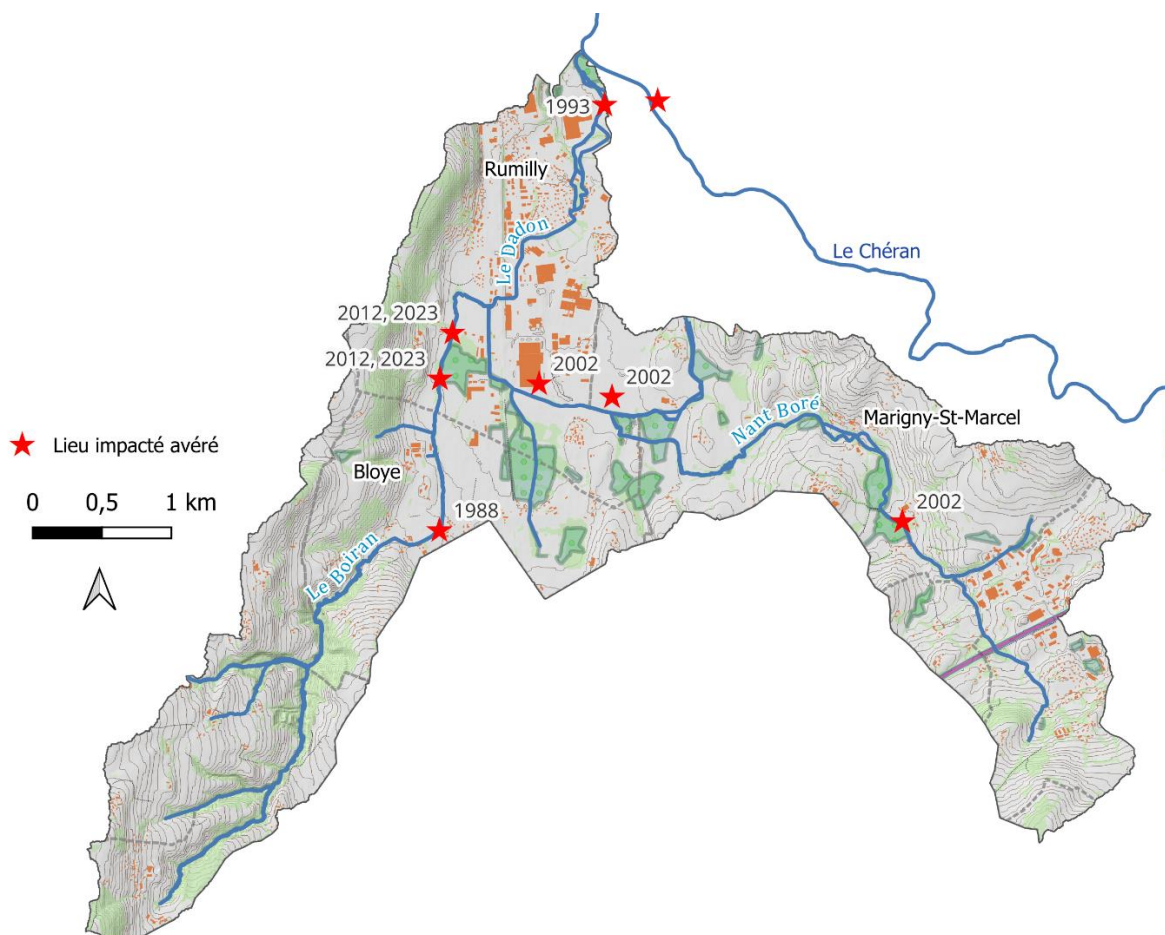 1993
Rumilly
Le Dadon
Le Chéran
2012, 2023
2012, 2023
2002
2002
Nant Boré
Marigny-St-Marcel
Lieu impacté avéré
0 0,5 1 km
Bloye
1988
2002
Le Boiran